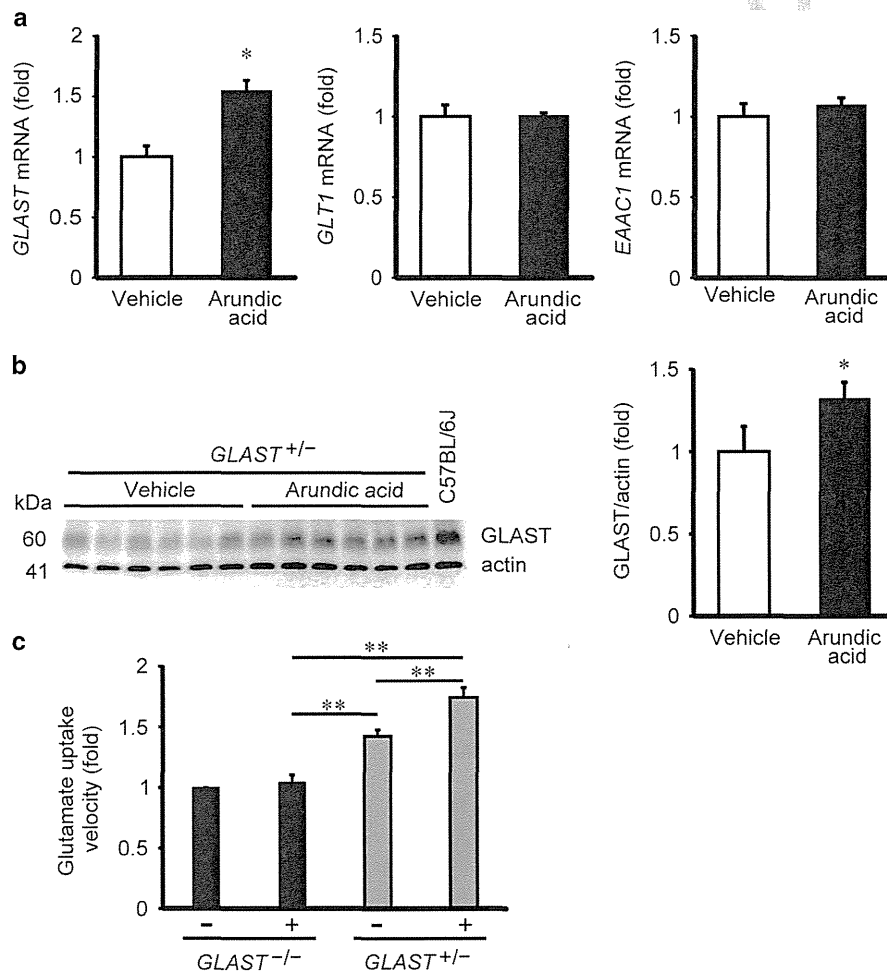 a
GLAST mRNA (fold)
2
1.5
1
0.5
0
*
Vehicle
Arundic
acid
GLT1 mRNA (fold)
1.5
1
0.5
0
Vehicle
Arundic
acid
EAAC1 mRNA (fold)
1.5
1
0.5
0
Vehicle
Arundic
acid
b
GLAST+/−
C57BL/6J
Vehicle
Arundic acid
kDa
60
GLAST
41
actin
GLAST/actin (fold)
1.5
1
0.5
0
*
Vehicle
Arundic
acid
c
Glutamate uptake
velocity (fold)
2
1.5
1
0.5
0
**
**
**
− + − +
GLAST−/− GLAST+/−